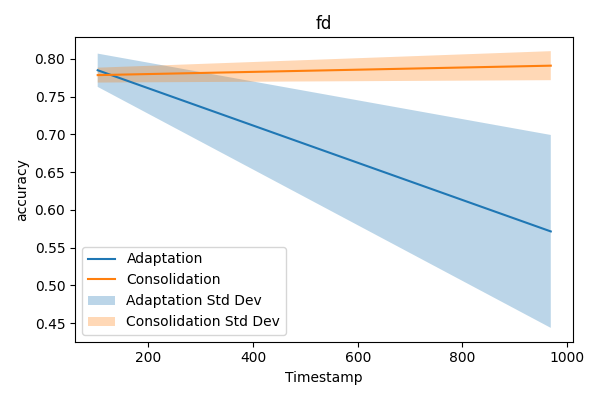 fd
accuracy
0.80
0.75
0.70
0.65
0.60
0.55
0.50
0.45
Adaptation
Consolidation
Adaptation Std Dev
Consolidation Std Dev
200
400
600
800
1000
Timestamp